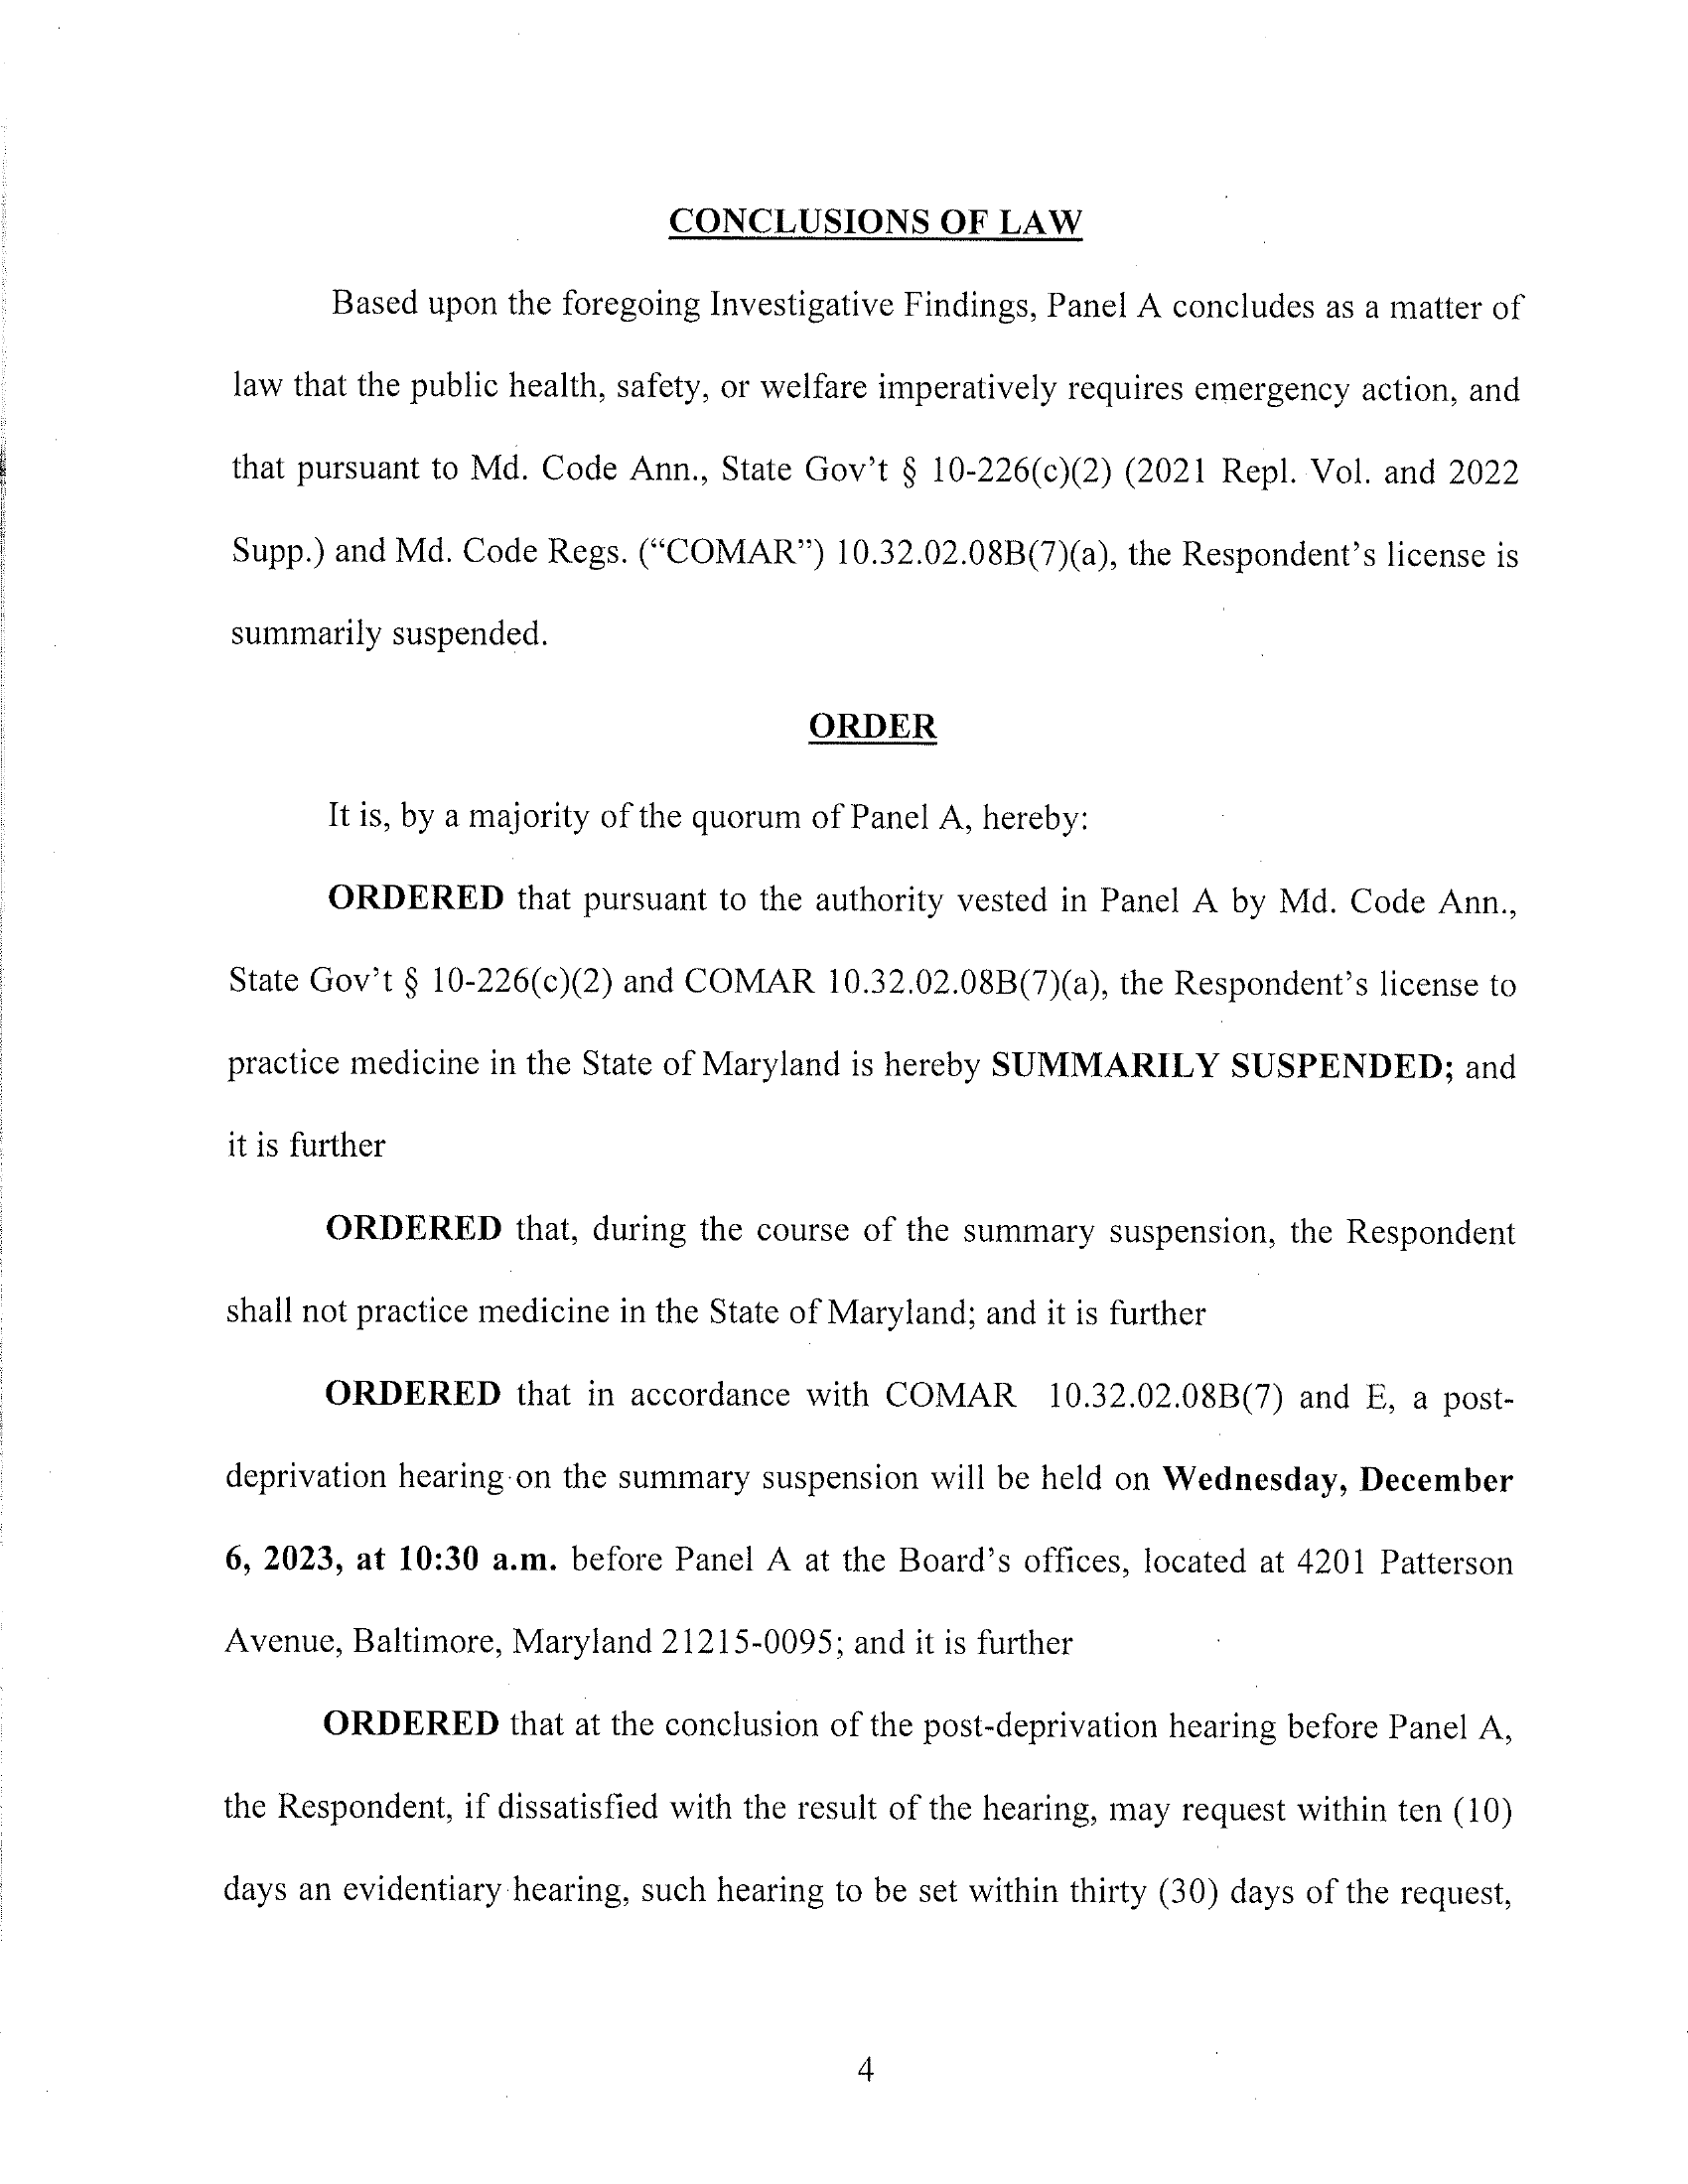 CONCLUSIONS OF LAW
Based upon the foregoing Investigative Findings, Panel A concludes as a matter of
law that the public health, safety, or welfare imperatively requires emergency action, and
that pursuant to Md. Code Ann., State Gov't § 10-226(c)(2) (2021 Repl. Vol. and 2022
Supp.) and Md. Code Regs. (“COMAR”) 10.32.02.08B(7)(a), the Respondent's license is
summarily suspended.
ORDER
It is, by a majority of the quorum of Panel A, hereby:
ORDERED that pursuant to the authority vested in Panel A by Md. Code Ann.,
State Gov't § 10-226(c)(2) and COMAR 10.32.02.08B(7)(a), the Respondent's license to
practice medicine in the State of Maryland is hereby SUMMARILY SUSPENDED; and
it is further
ORDERED that, during the course of the summary suspension, the Respondent
shall not practice medicine in the State of Maryland; and it is further
ORDERED that in accordance with COMAR 10.32.02.08B(7) and E, a post-
deprivation hearing on the summary suspension will be held on Wednesday, December
6, 2023, at 10:30 a.m. before Panel A at the Board's offices, located at 4201 Patterson
Avenue, Baltimore, Maryland 21215-0095; and it is further
ORDERED that at the conclusion of the post-deprivation hearing before Panel A,
the Respondent, if dissatisfied with the result of the hearing, may request within ten (10)
days an evidentiary hearing, such hearing to be set within thirty (30) days of the request,
4